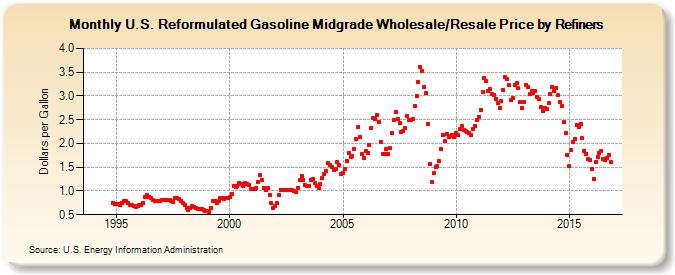 Monthly U.S. Reformulated Gasoline Midgrade Wholesale/Resale Price by Refiners
Dollars per Gallon
4.0
3.5
3.0
2.5
2.0
1.5
1.0
0.5
1995 2000 2005 2010 2015
Source: U.S. Energy Information Administration